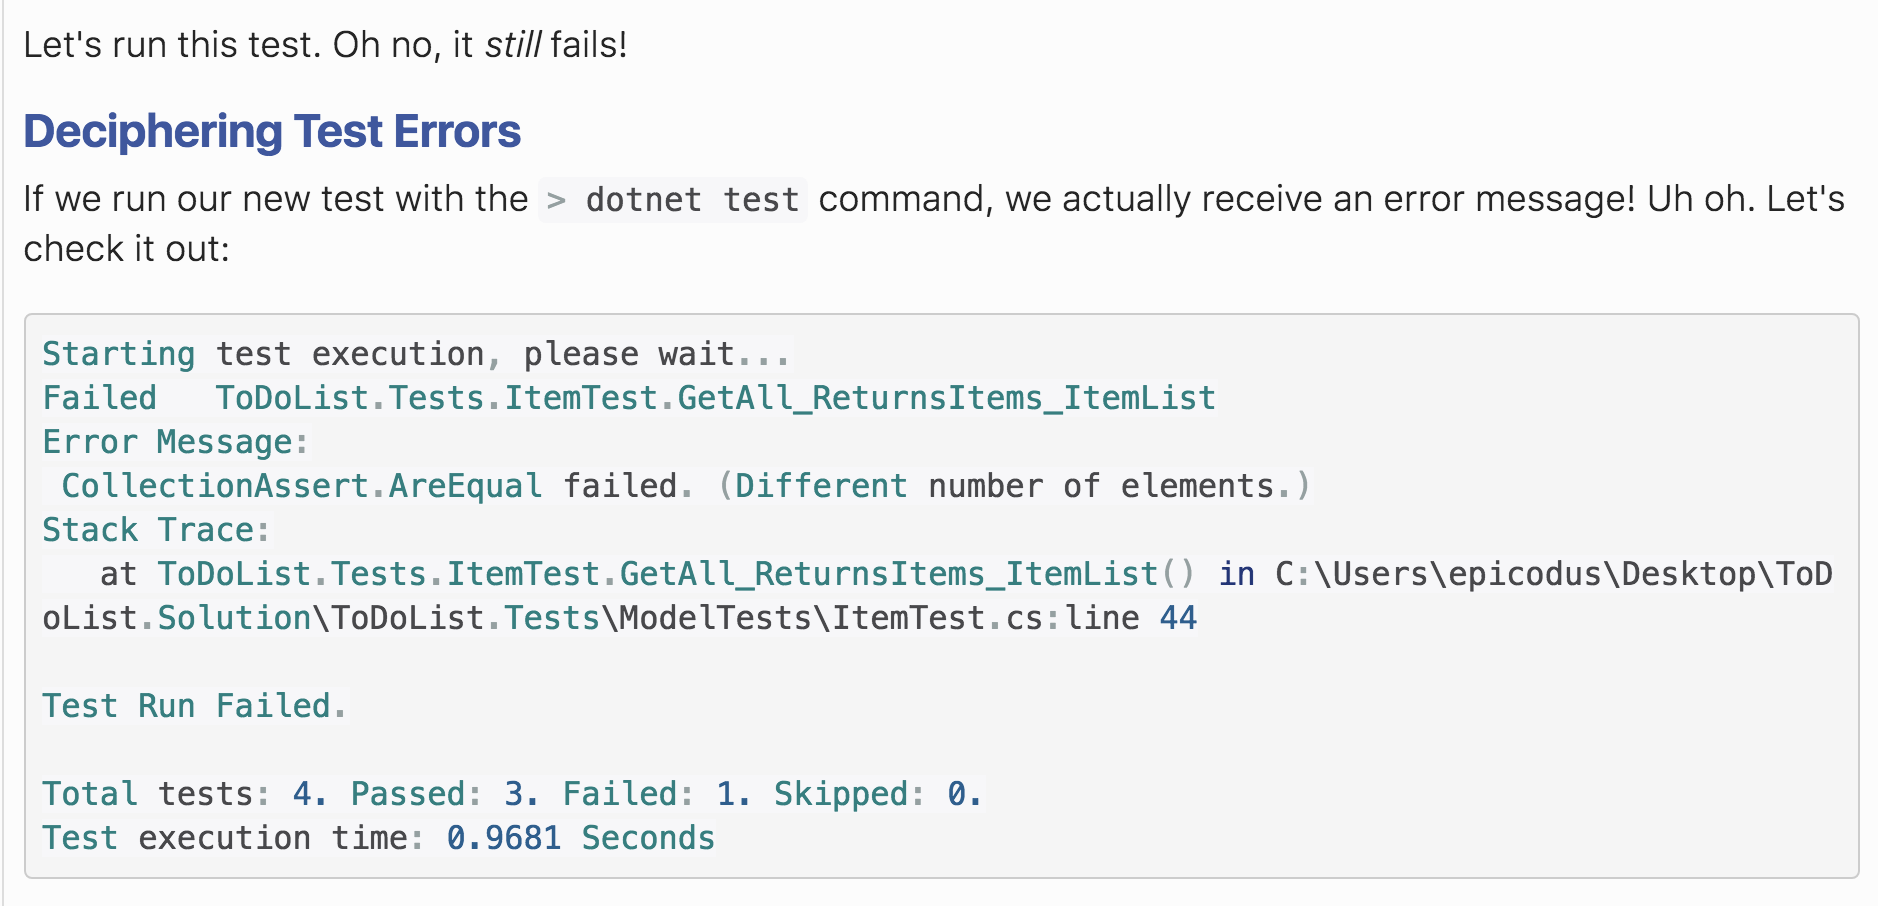 Let's run this test. Oh no, it still fails!
Deciphering Test Errors
If we run our new test with the > dotnet test command, we actually receive an error message! Uh oh. Let's
check it out:
Starting test execution, please wait...
Failed   ToDoList.Tests.ItemTest.GetAll_ReturnsItems_ItemList
Error Message:
 CollectionAssert.AreEqual failed. (Different number of elements.)
Stack Trace:
   at ToDoList.Tests.ItemTest.GetAll_ReturnsItems_ItemList() in C:\Users\epicodus\Desktop\ToD
oList.Solution\ToDoList.Tests\ModelTests\ItemTest.cs:line 44
Test Run Failed.
Total tests: 4. Passed: 3. Failed: 1. Skipped: 0.
Test execution time: 0.9681 Seconds